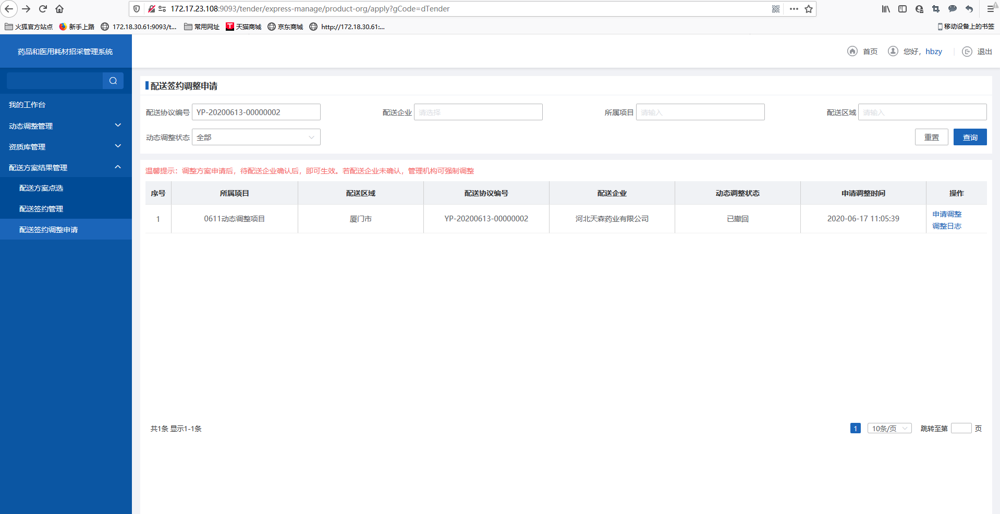 172.17.23.108:9093/tender/express-manage/product-org/apply?gCode=dTender
火狐官方站点 新手上路 172.18.30.61:9093/t... 常用网址 天猫商城 京东商城 http://172.18.30.61:... 移动设备上的书签
药品和医用耗材招采管理系统
首页 您好，hbzy 退出
我的工作台
动态调整管理
资质库管理
配送方案结果管理
配送方案点选
配送签约管理
配送签约调整申请
配送签约调整申请
配送协议编号 YP-20200613-00000002 配送企业 请选择 所属项目 请输入 配送区域 请输入
动态调整状态 全部 重置 查询
温馨提示：调整方案申请后，待配送企业确认后，即可生效。若配送企业未确认，管理机构可强制调整
序号 所属项目 配送区域 配送协议编号 配送企业 动态调整状态 申请调整时间 操作
1 0611动态调整项目 厦门市 YP-20200613-00000002 河北天森药业有限公司 已撤回 2020-06-17 11:05:39 申请调整
调整日志
共1条 显示1-1条 1 10条/页 跳转至第 页